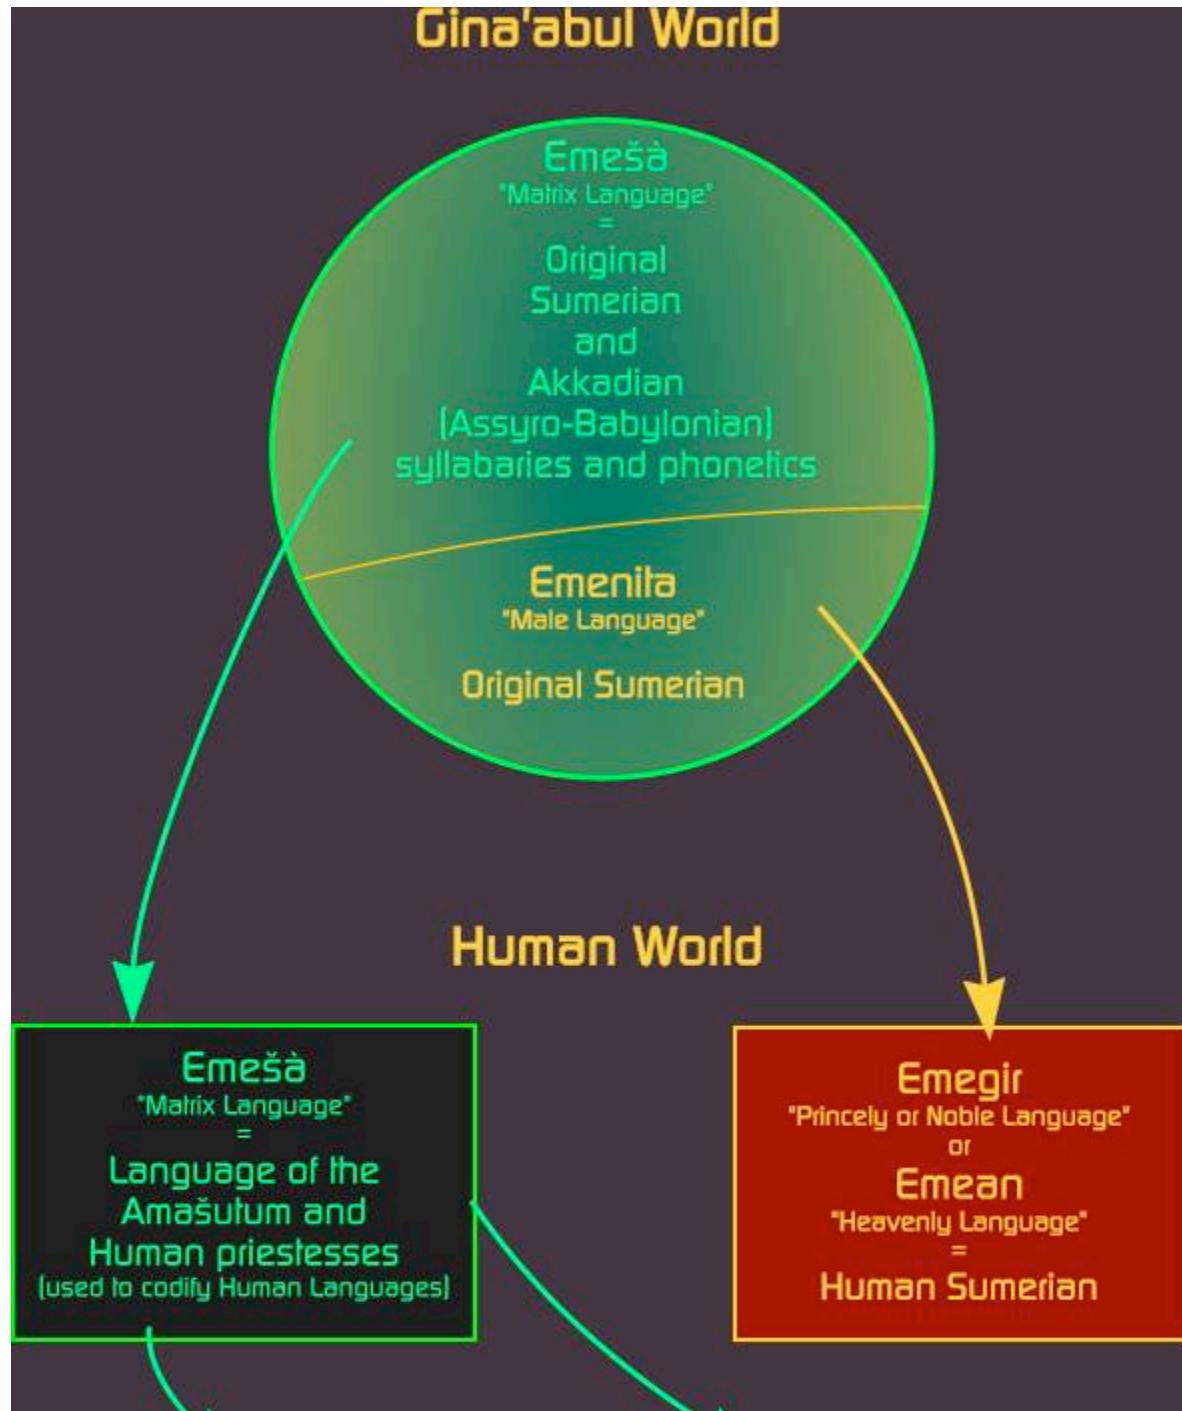 Gina'abul World
Emešà
"Matrix Language"
=
Original
Sumerian
and
Akkadian
(Assyro-Babylonian)
syllabaries and phonetics
Emenita
"Male Language"
Original Sumerian
Human World
Emešà
"Matrix Language"
=
Language of the
Amašutum and
Human priestesses
(used to codify Human Languages)
Emegir
"Princely or Noble Language"
or
Emean
"Heavenly Language"
=
Human Sumerian